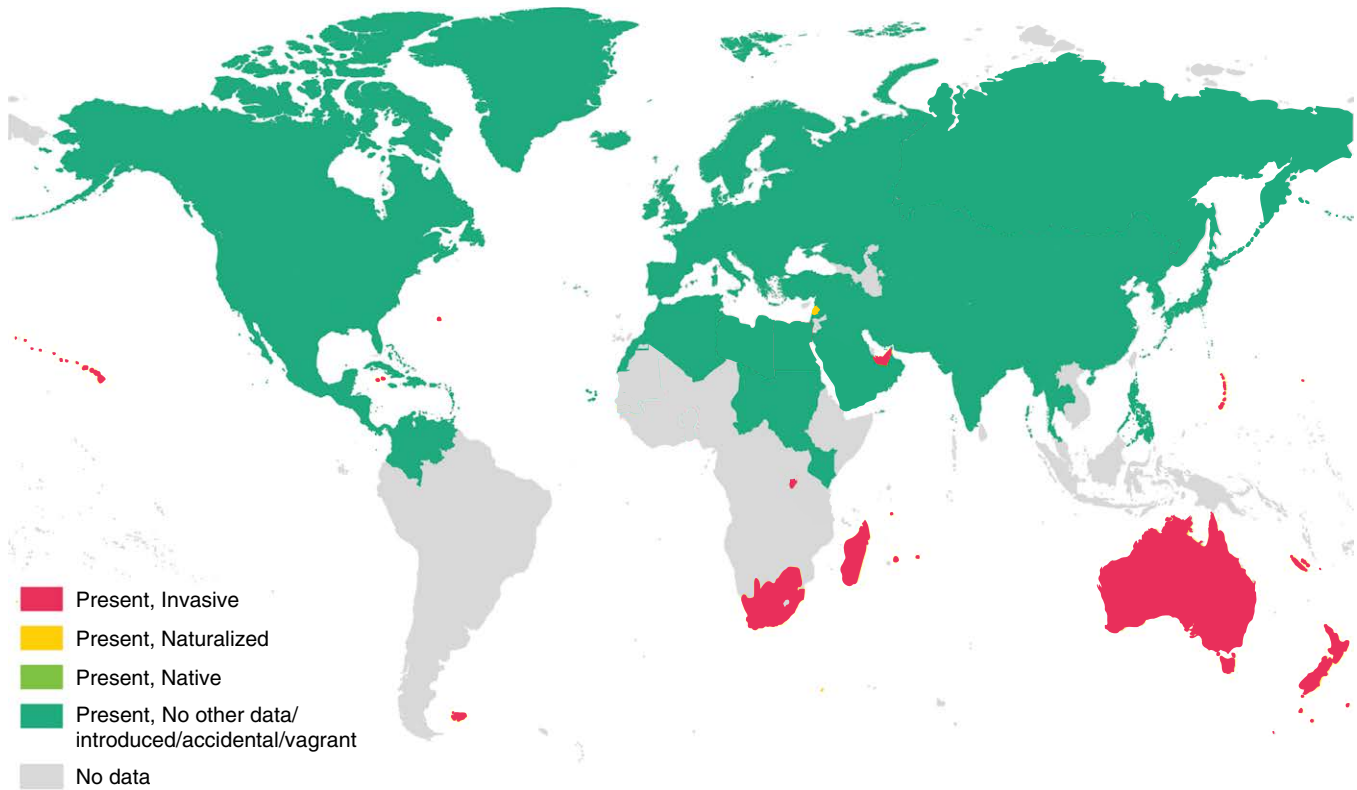 Present, Invasive
Present, Naturalized
Present, Native
Present, No other data/
introduced/accidental/vagrant
No data